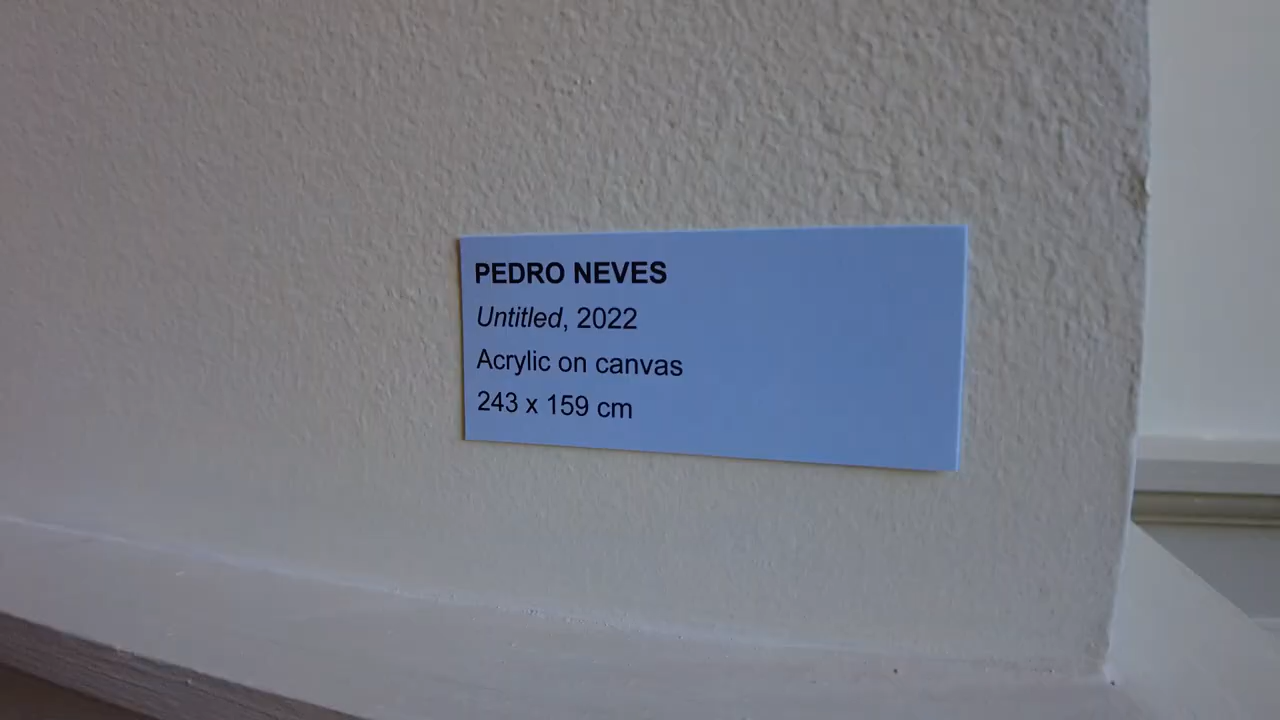 PEDRO NEVES
Untitled, 2022
Acrylic on canvas
243 x 159 cm